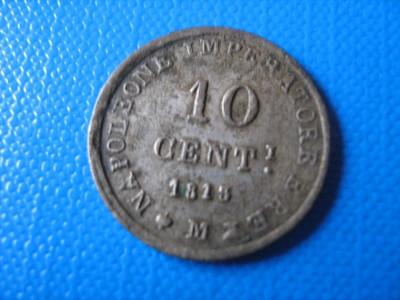 NAPOLEONE IMPERATORE E RE
10
CENT.I
1813
M